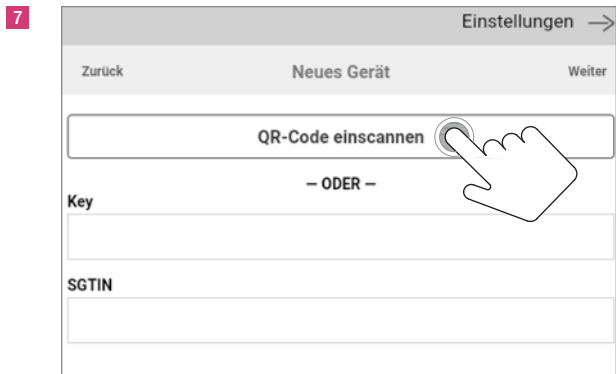 7
Einstellungen
Zurück Neues Gerät Weiter
QR-Code einscannen
– ODER –
Key
SGTIN